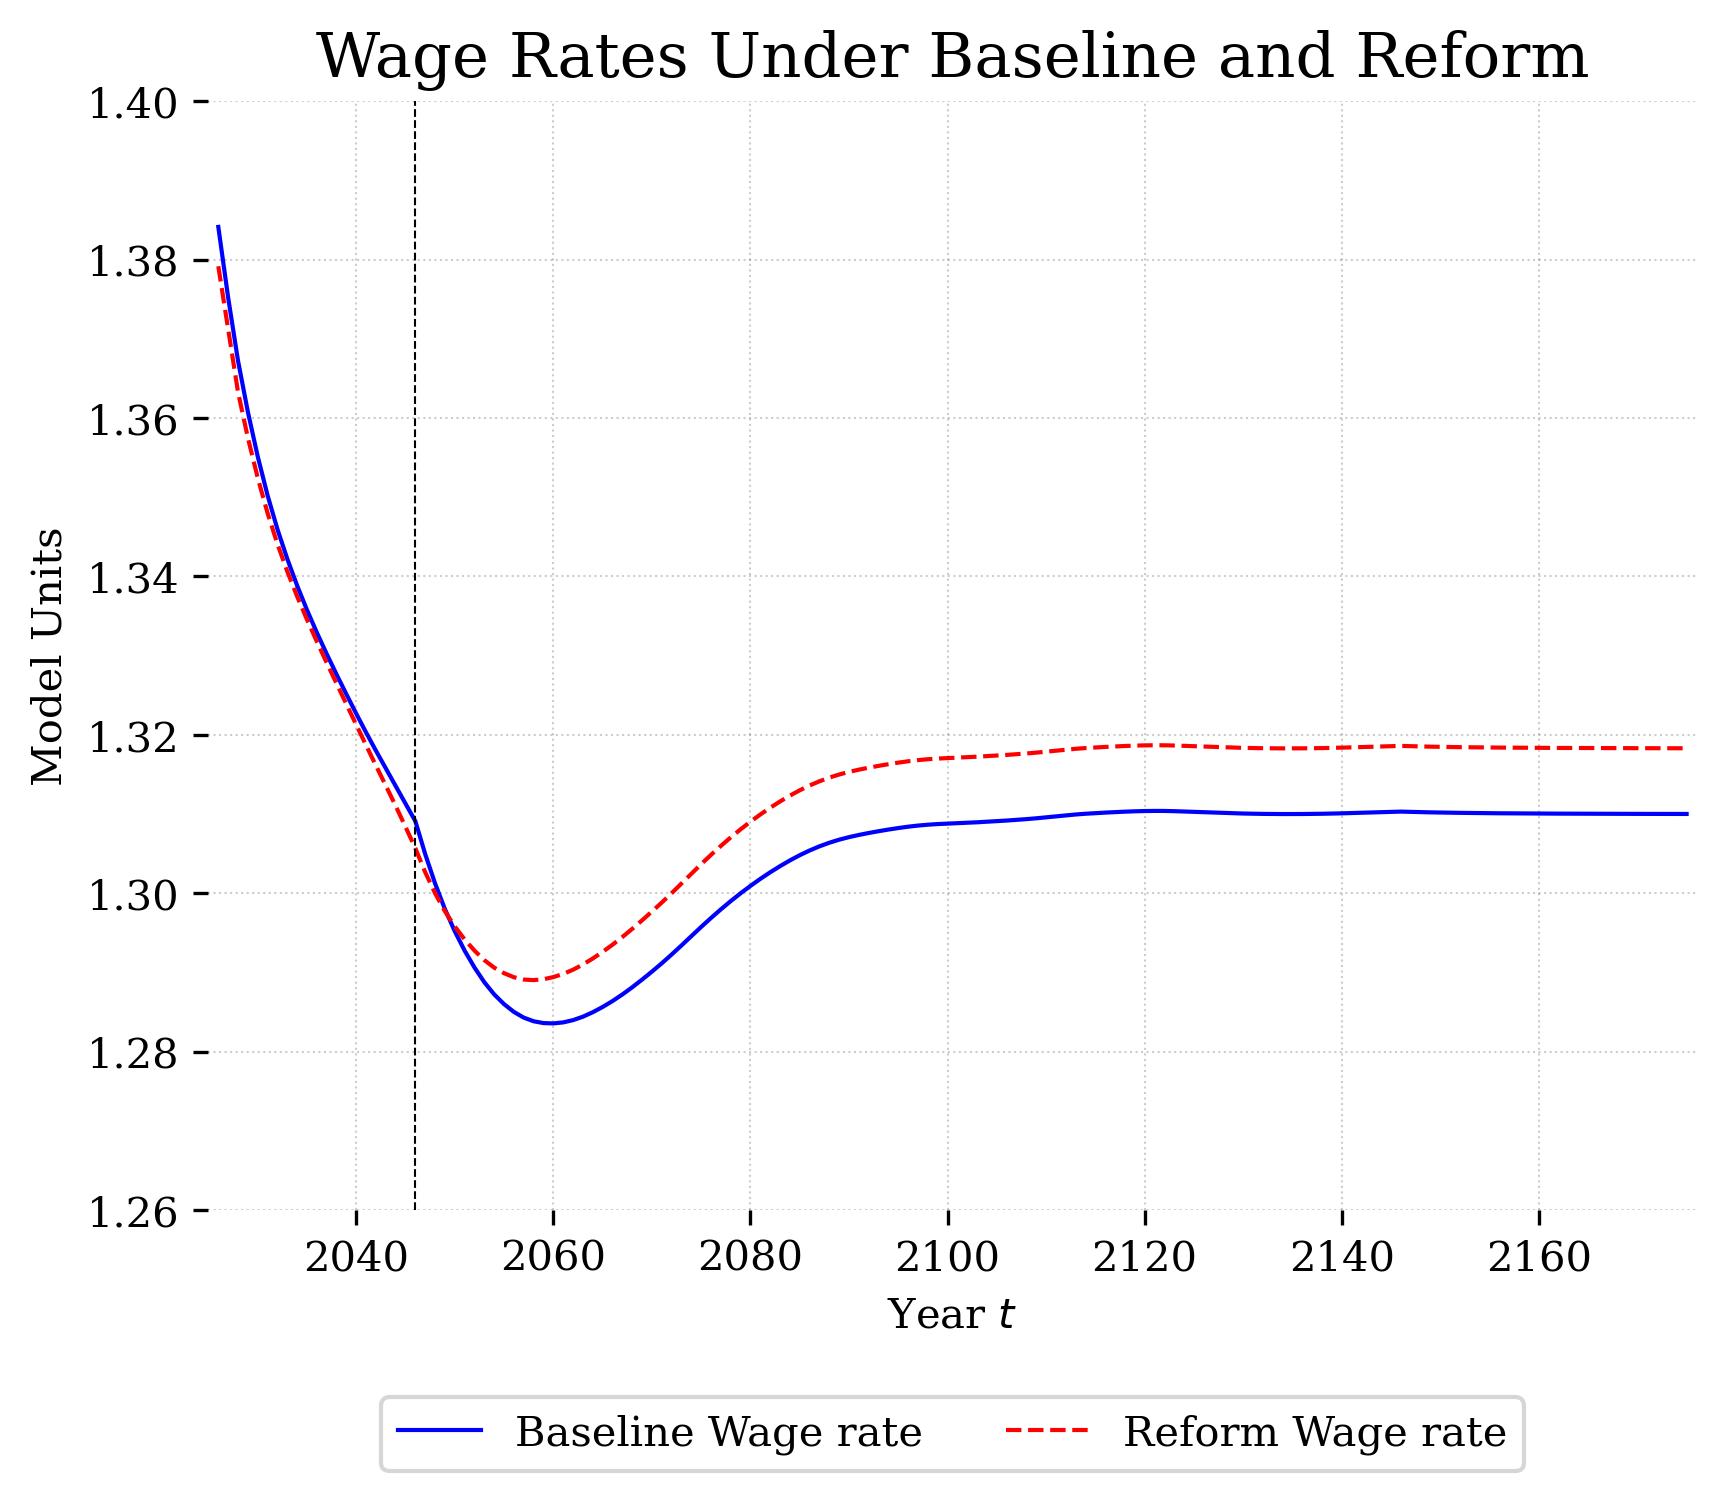 Wage Rates Under Baseline and Reform
1.40
1.38
1.36
1.34
1.32
1.30
1.28
1.26
Model Units
2040 2060 2080 2100 2120 2140 2160
Year t
Baseline Wage rate Reform Wage rate